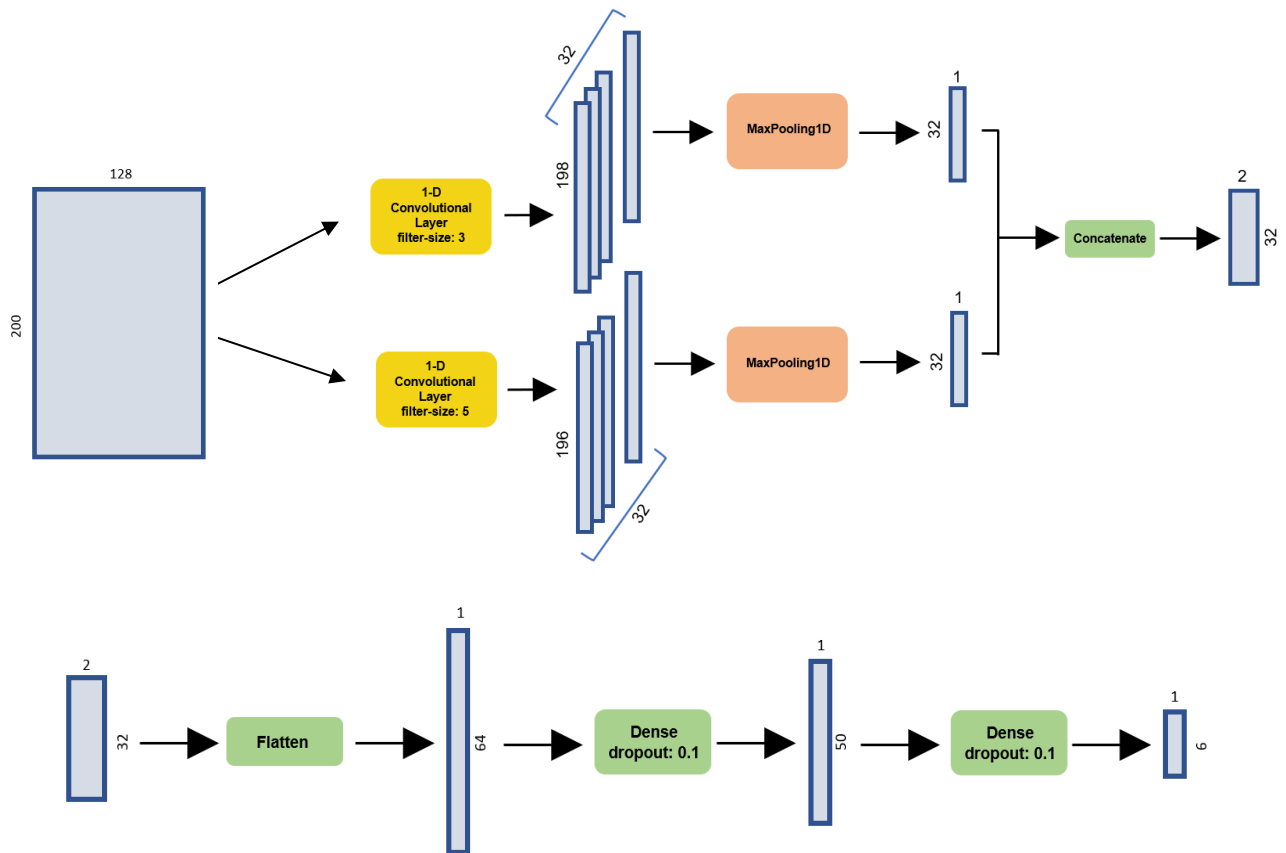 128
200
1-D
Convolutional
Layer
filter-size: 3
32
198
MaxPooling1D
1
32
1-D
Convolutional
Layer
filter-size: 5
196
32
MaxPooling1D
1
32
Concatenate
2
32
2
32
Flatten
1
64
Dense
dropout: 0.1
1
50
Dense
dropout: 0.1
1
6